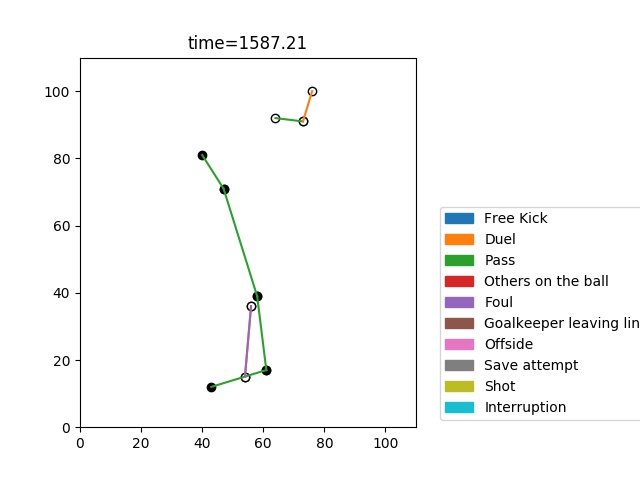 time=1587.21
100
80
60
40
20
0
0 20 40 60 80 100
Free Kick
Duel
Pass
Others on the ball
Foul
Goalkeeper leaving lin
Offside
Save attempt
Shot
Interruption